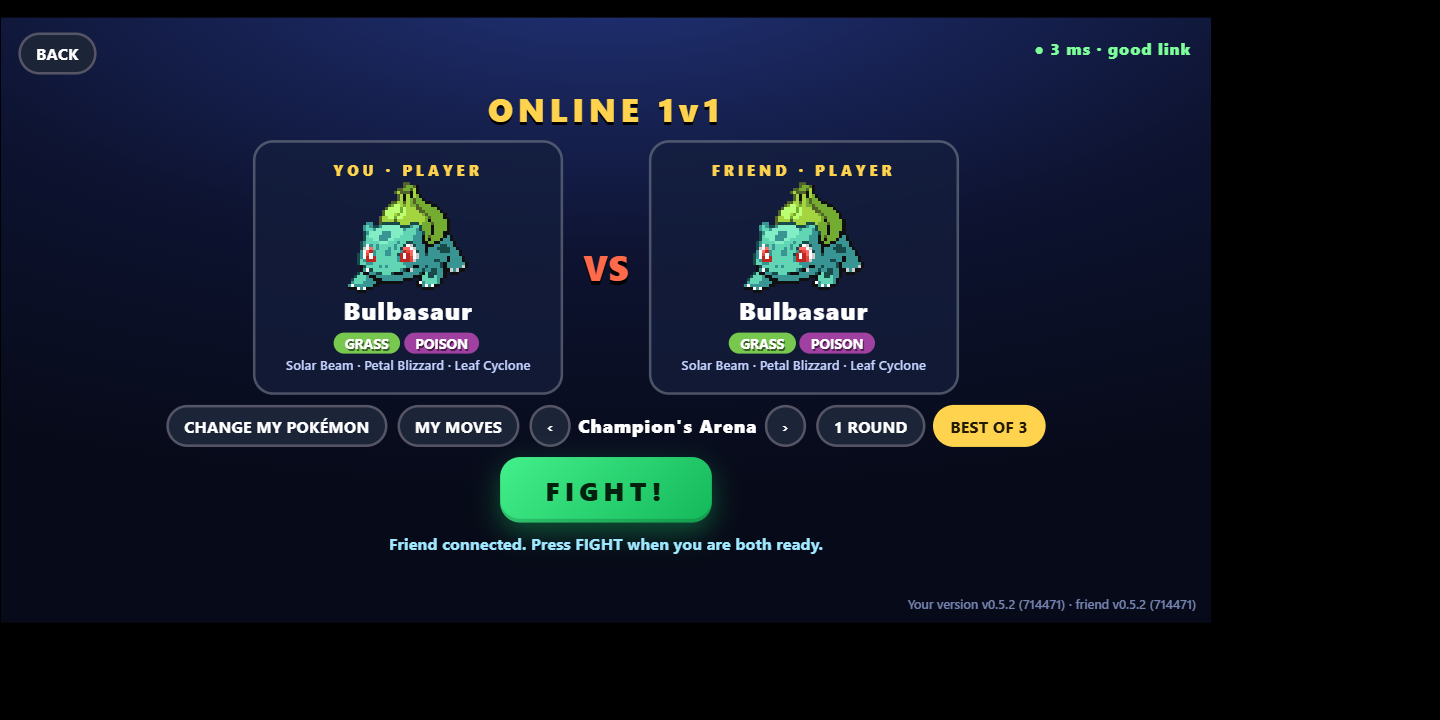 BACK
● 3 ms · good link
ONLINE 1v1
YOU · PLAYER
FRIEND · PLAYER
VS
Bulbasaur
Bulbasaur
GRASS POISON
GRASS POISON
Solar Beam · Petal Blizzard · Leaf Cyclone
Solar Beam · Petal Blizzard · Leaf Cyclone
CHANGE MY POKÉMON MY MOVES ‹ Champion's Arena › 1 ROUND BEST OF 3
FIGHT!
Friend connected. Press FIGHT when you are both ready.
Your version v0.5.2 (714471) · friend v0.5.2 (714471)